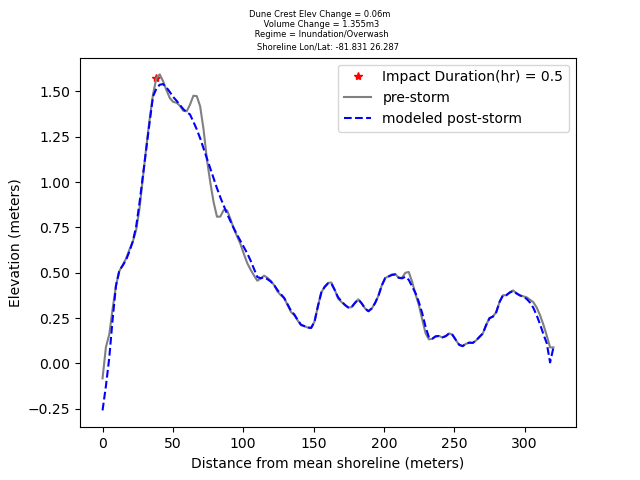 Dune Crest Elev Change = 0.06m
Volume Change = 1.355m3
Regime = Inundation/Overwash
Shoreline Lon/Lat: -81.831 26.287
Impact Duration(hr) = 0.5
pre-storm
modeled post-storm
Elevation (meters)
1.50
1.25
1.00
0.75
0.50
0.25
0.00
−0.25
0 50 100 150 200 250 300
Distance from mean shoreline (meters)